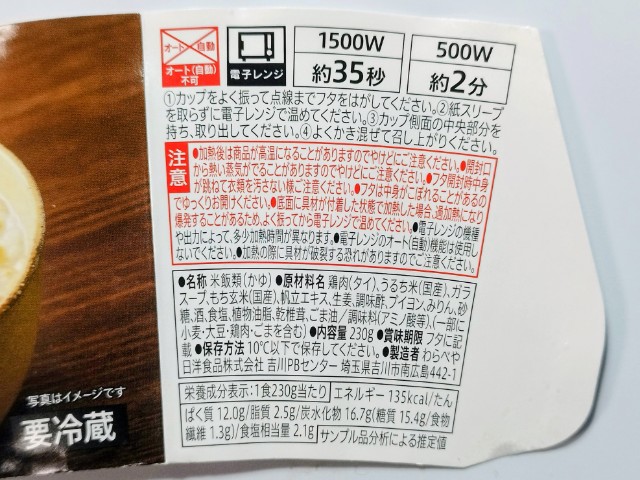 オート 自動
オート(自動)
不可
電子レンジ
1500W
約35秒
500W
約2分
①カップをよく振って点線までフタをはがしてください。②紙スリーブ
を取らずに電子レンジで温めてください。③カップ側面の中央部分を
持ち、取り出してください。④よくかき混ぜて召し上がりください。
注意
●加熱後は商品が高温になることがありますのでやけどにご注意ください。●開封口
から熱い蒸気がでることがありますのでやけどにご注意ください。●フタ開封時中身
が跳ねて衣類を汚さない様ご注意ください。●フタは中身がこぼれることがあるの
でゆっくりお開けください。●底面に具材が付着した状態で加熱した場合、過加熱になり
爆発することがあるため、よく振ってから電子レンジで温めてください。●電子レンジの機種
や出力によって、多少加熱時間が異なります。●電子レンジのオート(自動)機能は使用し
ないでください。●加熱の際に具材が破裂する恐れがありますのでご注意ください。
●名称 米飯類(かゆ) ●原材料名 鶏肉(タイ)、うるち米(国産)、ガラ
スープ、もち玄米(国産)、帆立エキス、生姜、調味酢、ブイヨン、みりん、砂
糖、酒、食塩、植物油脂、乾椎茸、ごま油／調味料(アミノ酸等)、(一部に
小麦・大豆・鶏肉・ごまを含む) ●内容量 230g ●賞味期限 フタに記
載 ●保存方法 10℃以下で保存してください。 ●製造者 わらべや
日洋食品株式会社 吉川PBセンター 埼玉県吉川市南広島442-1
栄養成分表示：1食230g当たり エネルギー 135kcal/たん
ぱく質 12.0g/脂質 2.5g/炭水化物 16.7g(糖質 15.4g/食物
繊維 1.3g)/食塩相当量 2.1g サンプル品分析による推定値
写真はイメージです
要冷蔵